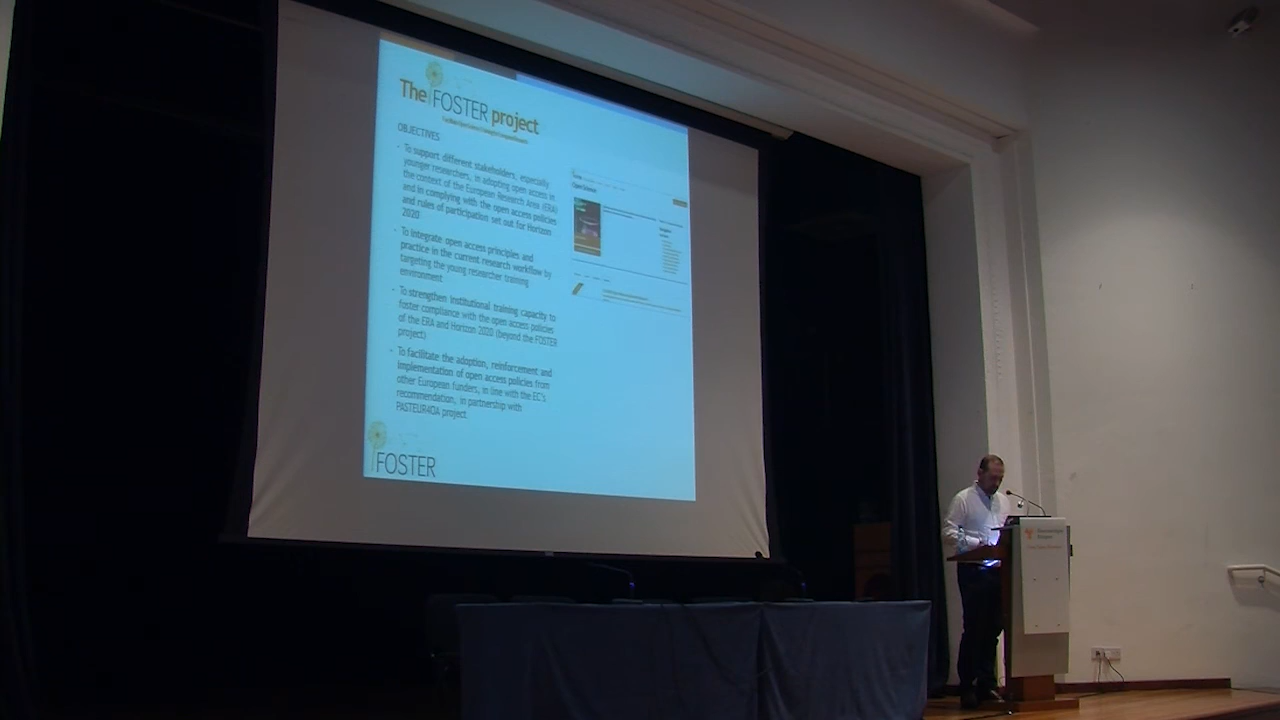 The FOSTER project
OBJECTIVES
- To support different stakeholders, especially
younger researchers, in adopting open access in
the context of the European Research Area (ERA)
and in complying with the open access policies
and rules of participation set out for Horizon
2020
- To integrate open access principles and
practice in the current research workflow by
targeting the young researcher training
environment
- To strengthen institutional training capacity to
foster compliance with the open access policies
of the ERA and Horizon 2020 (beyond the FOSTER
project)
- To facilitate the adoption, reinforcement and
implementation of open access policies from
other European funders, in line with the EC's
recommendation, in partnership with
PASTEUR4OA project.
FOSTER